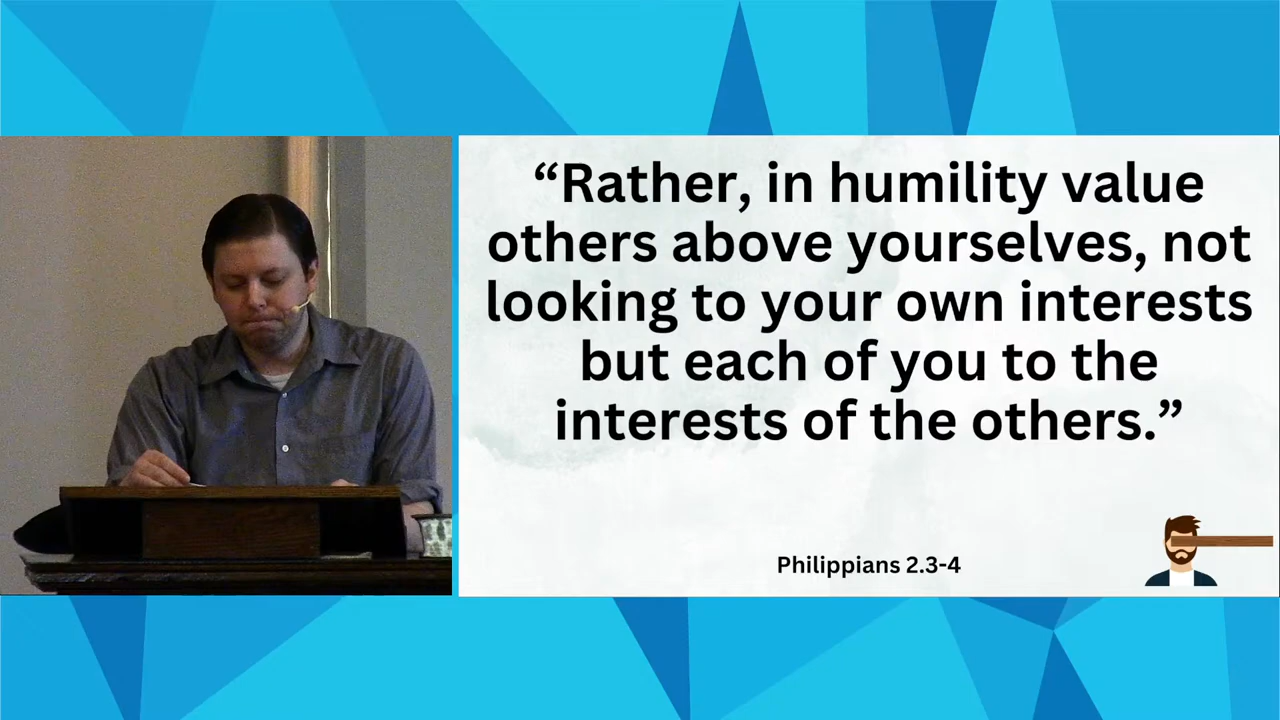 “Rather, in humility value
others above yourselves, not
looking to your own interests
but each of you to the
interests of the others.”
Philippians 2.3-4